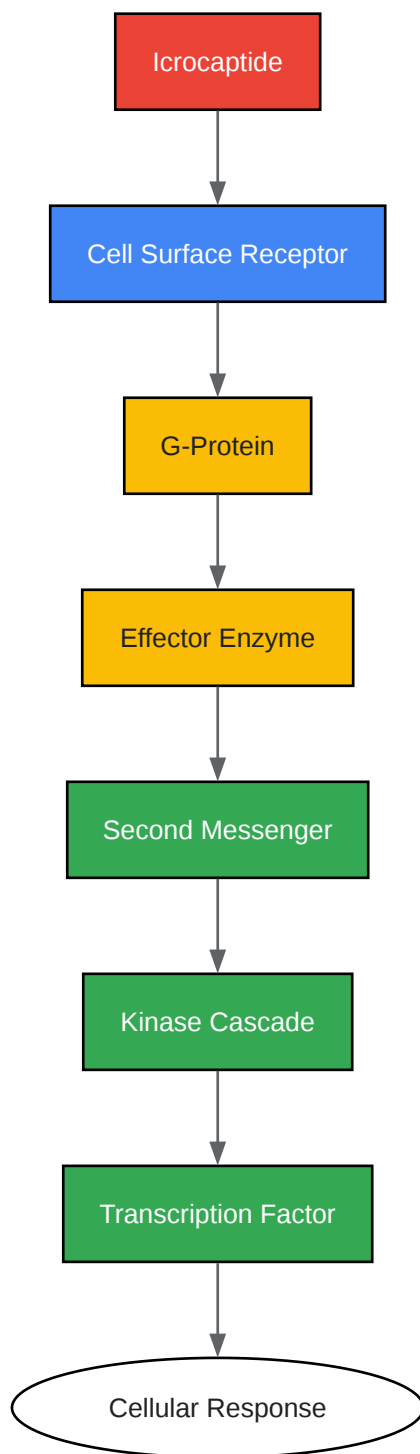 Icrocaptide
Cell Surface Receptor
G-Protein
Effector Enzyme
Second Messenger
Kinase Cascade
Transcription Factor
Cellular Response